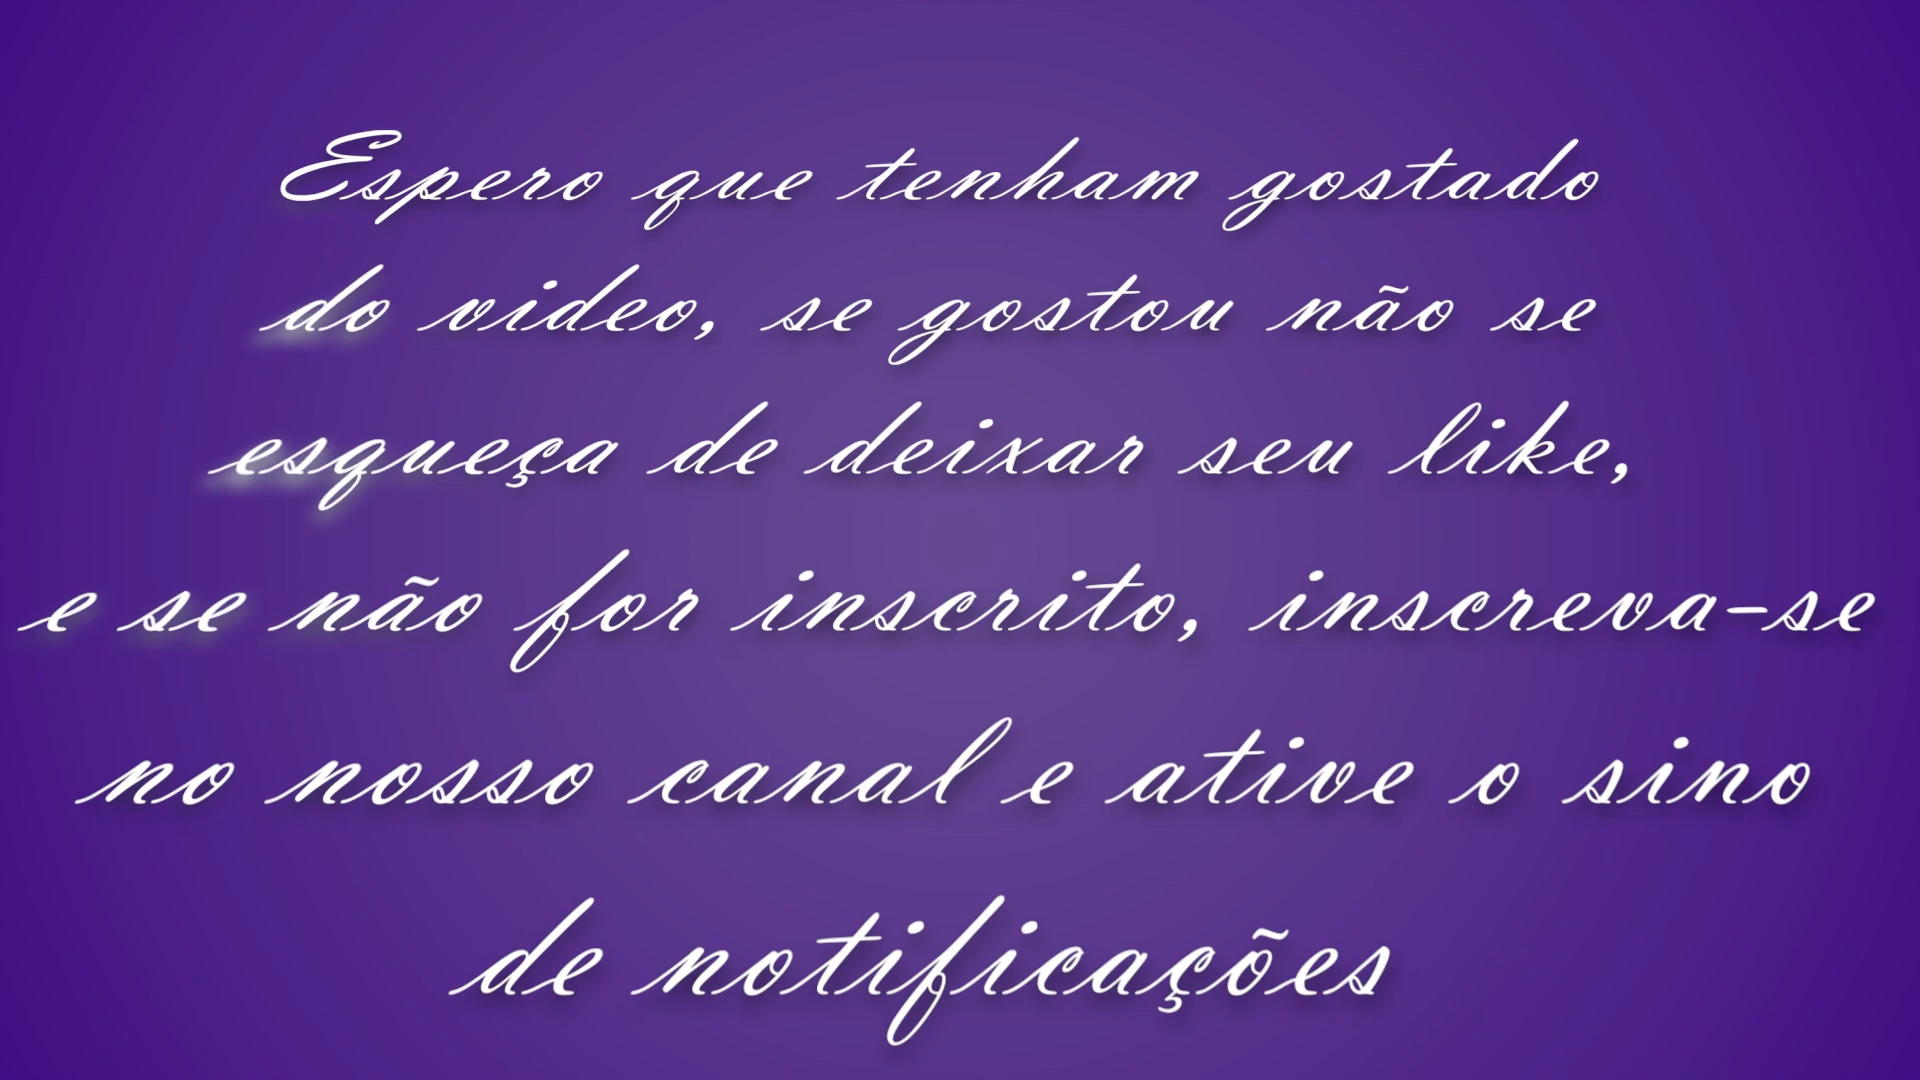 Espero que tenham gostado
do video, se gostou não se
esqueça de deixar seu like,
e se não for inscrito, inscreva-se
no nosso canal e ative o sino
de notificações